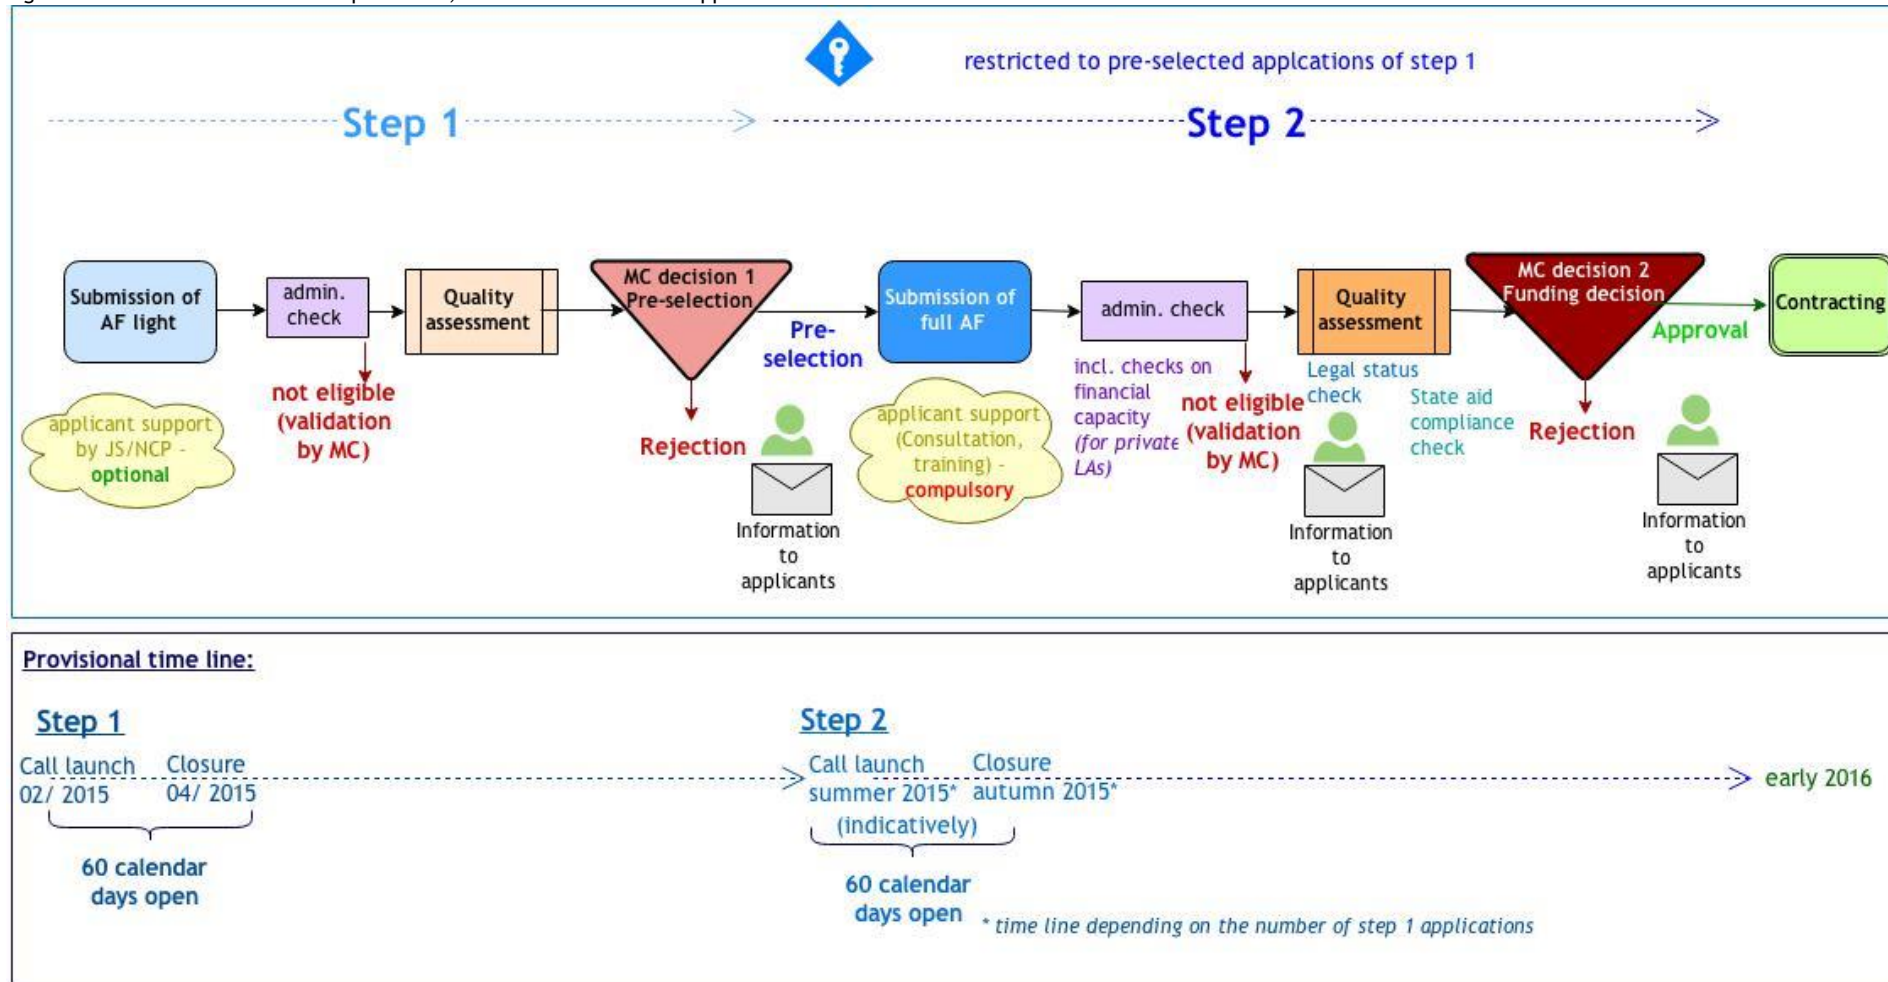 restricted to pre-selected applcations of step 1
Step 1
Step 2
Submission of
AF light
admin.
check
Quality
assessment
MC decision 1
Pre-selection
Pre-
selection
Submission of
full AF
admin. check
Quality
assessment
MC decision 2
Funding decision
Approval
Contracting
applicant support
by JS/NCP -
optional
not eligible
(validation
by MC)
Rejection
Information
to
applicants
applicant support
(Consultation,
training) -
compulsory
incl. checks on
financial
capacity
(for private
LAs)
not eligible
(validation
by MC)
Legal status
check
State aid
compliance
check
Information
to
applicants
Rejection
Information
to
applicants
Provisional time line:
Step 1
Call launch
02/ 2015
Closure
04/ 2015
60 calendar
days open
Step 2
Call launch
summer 2015*
(indicatively)
Closure
autumn 2015*
60 calendar
days open
early 2016
* time line depending on the number of step 1 applications